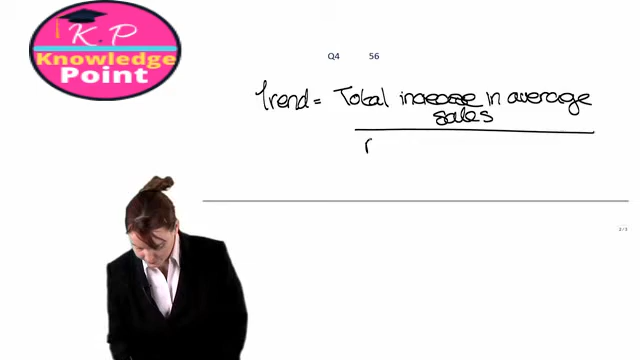 K.P
Knowledge
Point
Q4 56
Trend = Total increase in average
sales
2 / 3